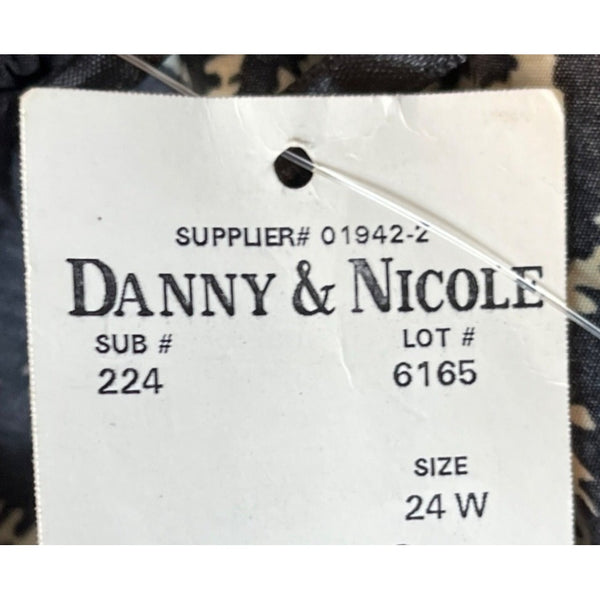 SUPPLIER# 01942-2
DANNY & NICOLE
SUB # LOT #
224 6165
SIZE
24 W